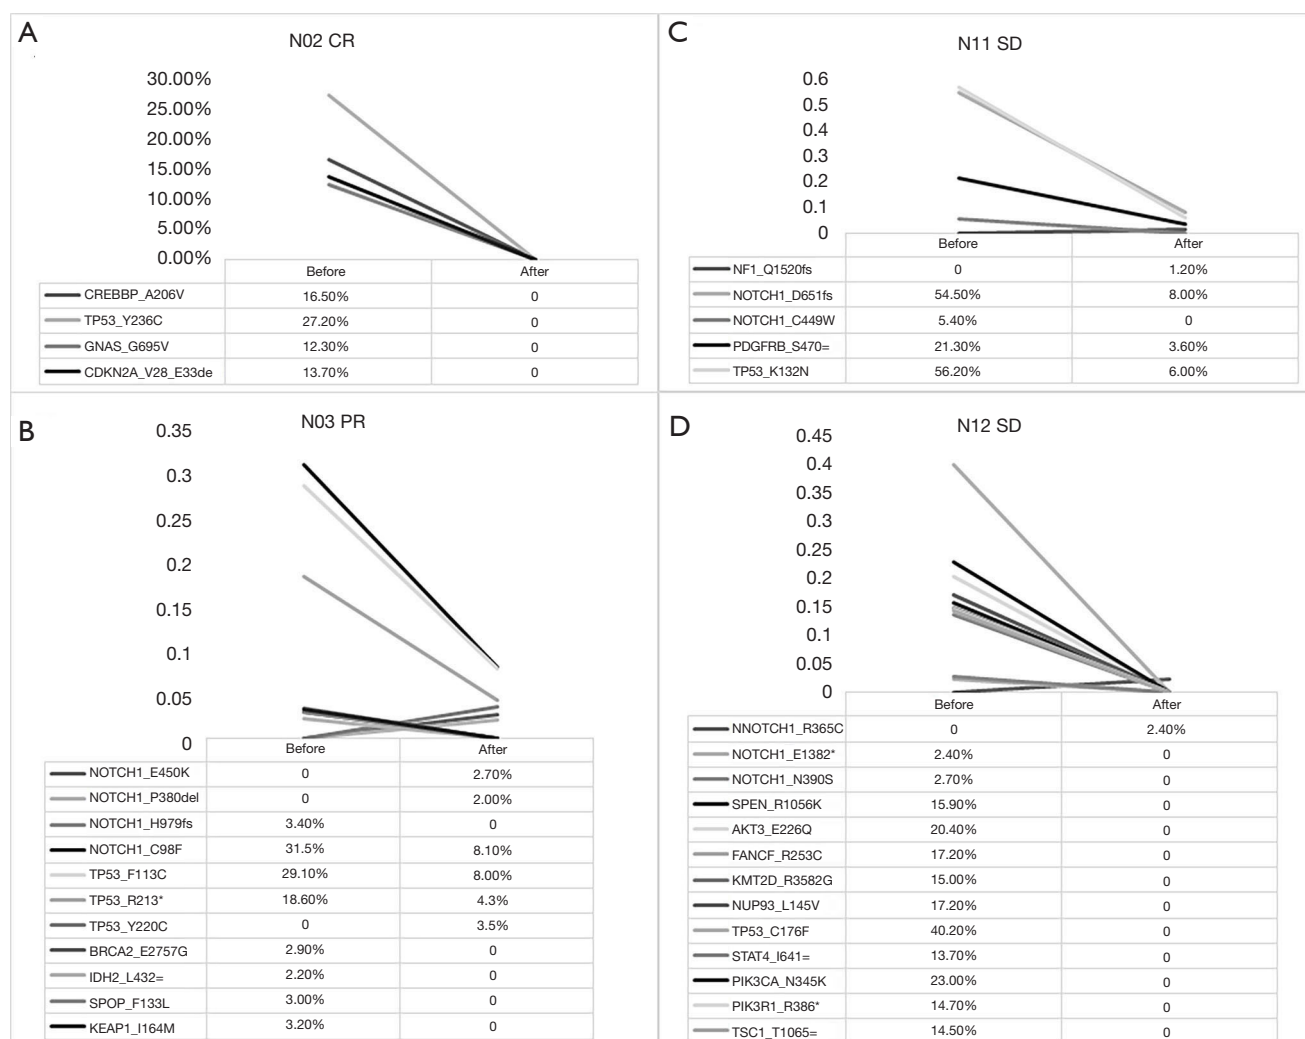 A
N02 CR
30.00%
25.00%
20.00%
15.00%
10.00%
5.00%
0.00%
Before After
CREBBP_A206V 16.50% 0
TP53_Y236C 27.20% 0
GNAS_G695V 12.30% 0
CDKN2A_V28_E33de 13.70% 0
B
N03 PR
0.35
0.3
0.25
0.2
0.15
0.1
0.05
0
Before After
NOTCH1_E450K 0 2.70%
NOTCH1_P380del 0 2.00%
NOTCH1_H979fs 3.40% 0
NOTCH1_C98F 31.5% 8.10%
TP53_F113C 29.10% 8.00%
TP53_R213* 18.60% 4.3%
TP53_Y220C 0 3.5%
BRCA2_E2757G 2.90% 0
IDH2_L432= 2.20% 0
SPOP_F133L 3.00% 0
KEAP1_I164M 3.20% 0
C
N11 SD
0.6
0.5
0.4
0.3
0.2
0.1
0
Before After
NF1_Q1520fs 0 1.20%
NOTCH1_D651fs 54.50% 8.00%
NOTCH1_C449W 5.40% 0
PDGFRB_S470= 21.30% 3.60%
TP53_K132N 56.20% 6.00%
D
N12 SD
0.45
0.4
0.35
0.3
0.25
0.2
0.15
0.1
0.05
0
Before After
NNOTCH1_R365C 0 2.40%
NOTCH1_E1382* 2.40% 0
NOTCH1_N390S 2.70% 0
SPEN_R1056K 15.90% 0
AKT3_E226Q 20.40% 0
FANCF_R253C 17.20% 0
KMT2D_R3582G 15.00% 0
NUP93_L145V 17.20% 0
TP53_C176F 40.20% 0
STAT4_I641= 13.70% 0
PIK3CA_N345K 23.00% 0
PIK3R1_R386* 14.70% 0
TSC1_T1065= 14.50% 0